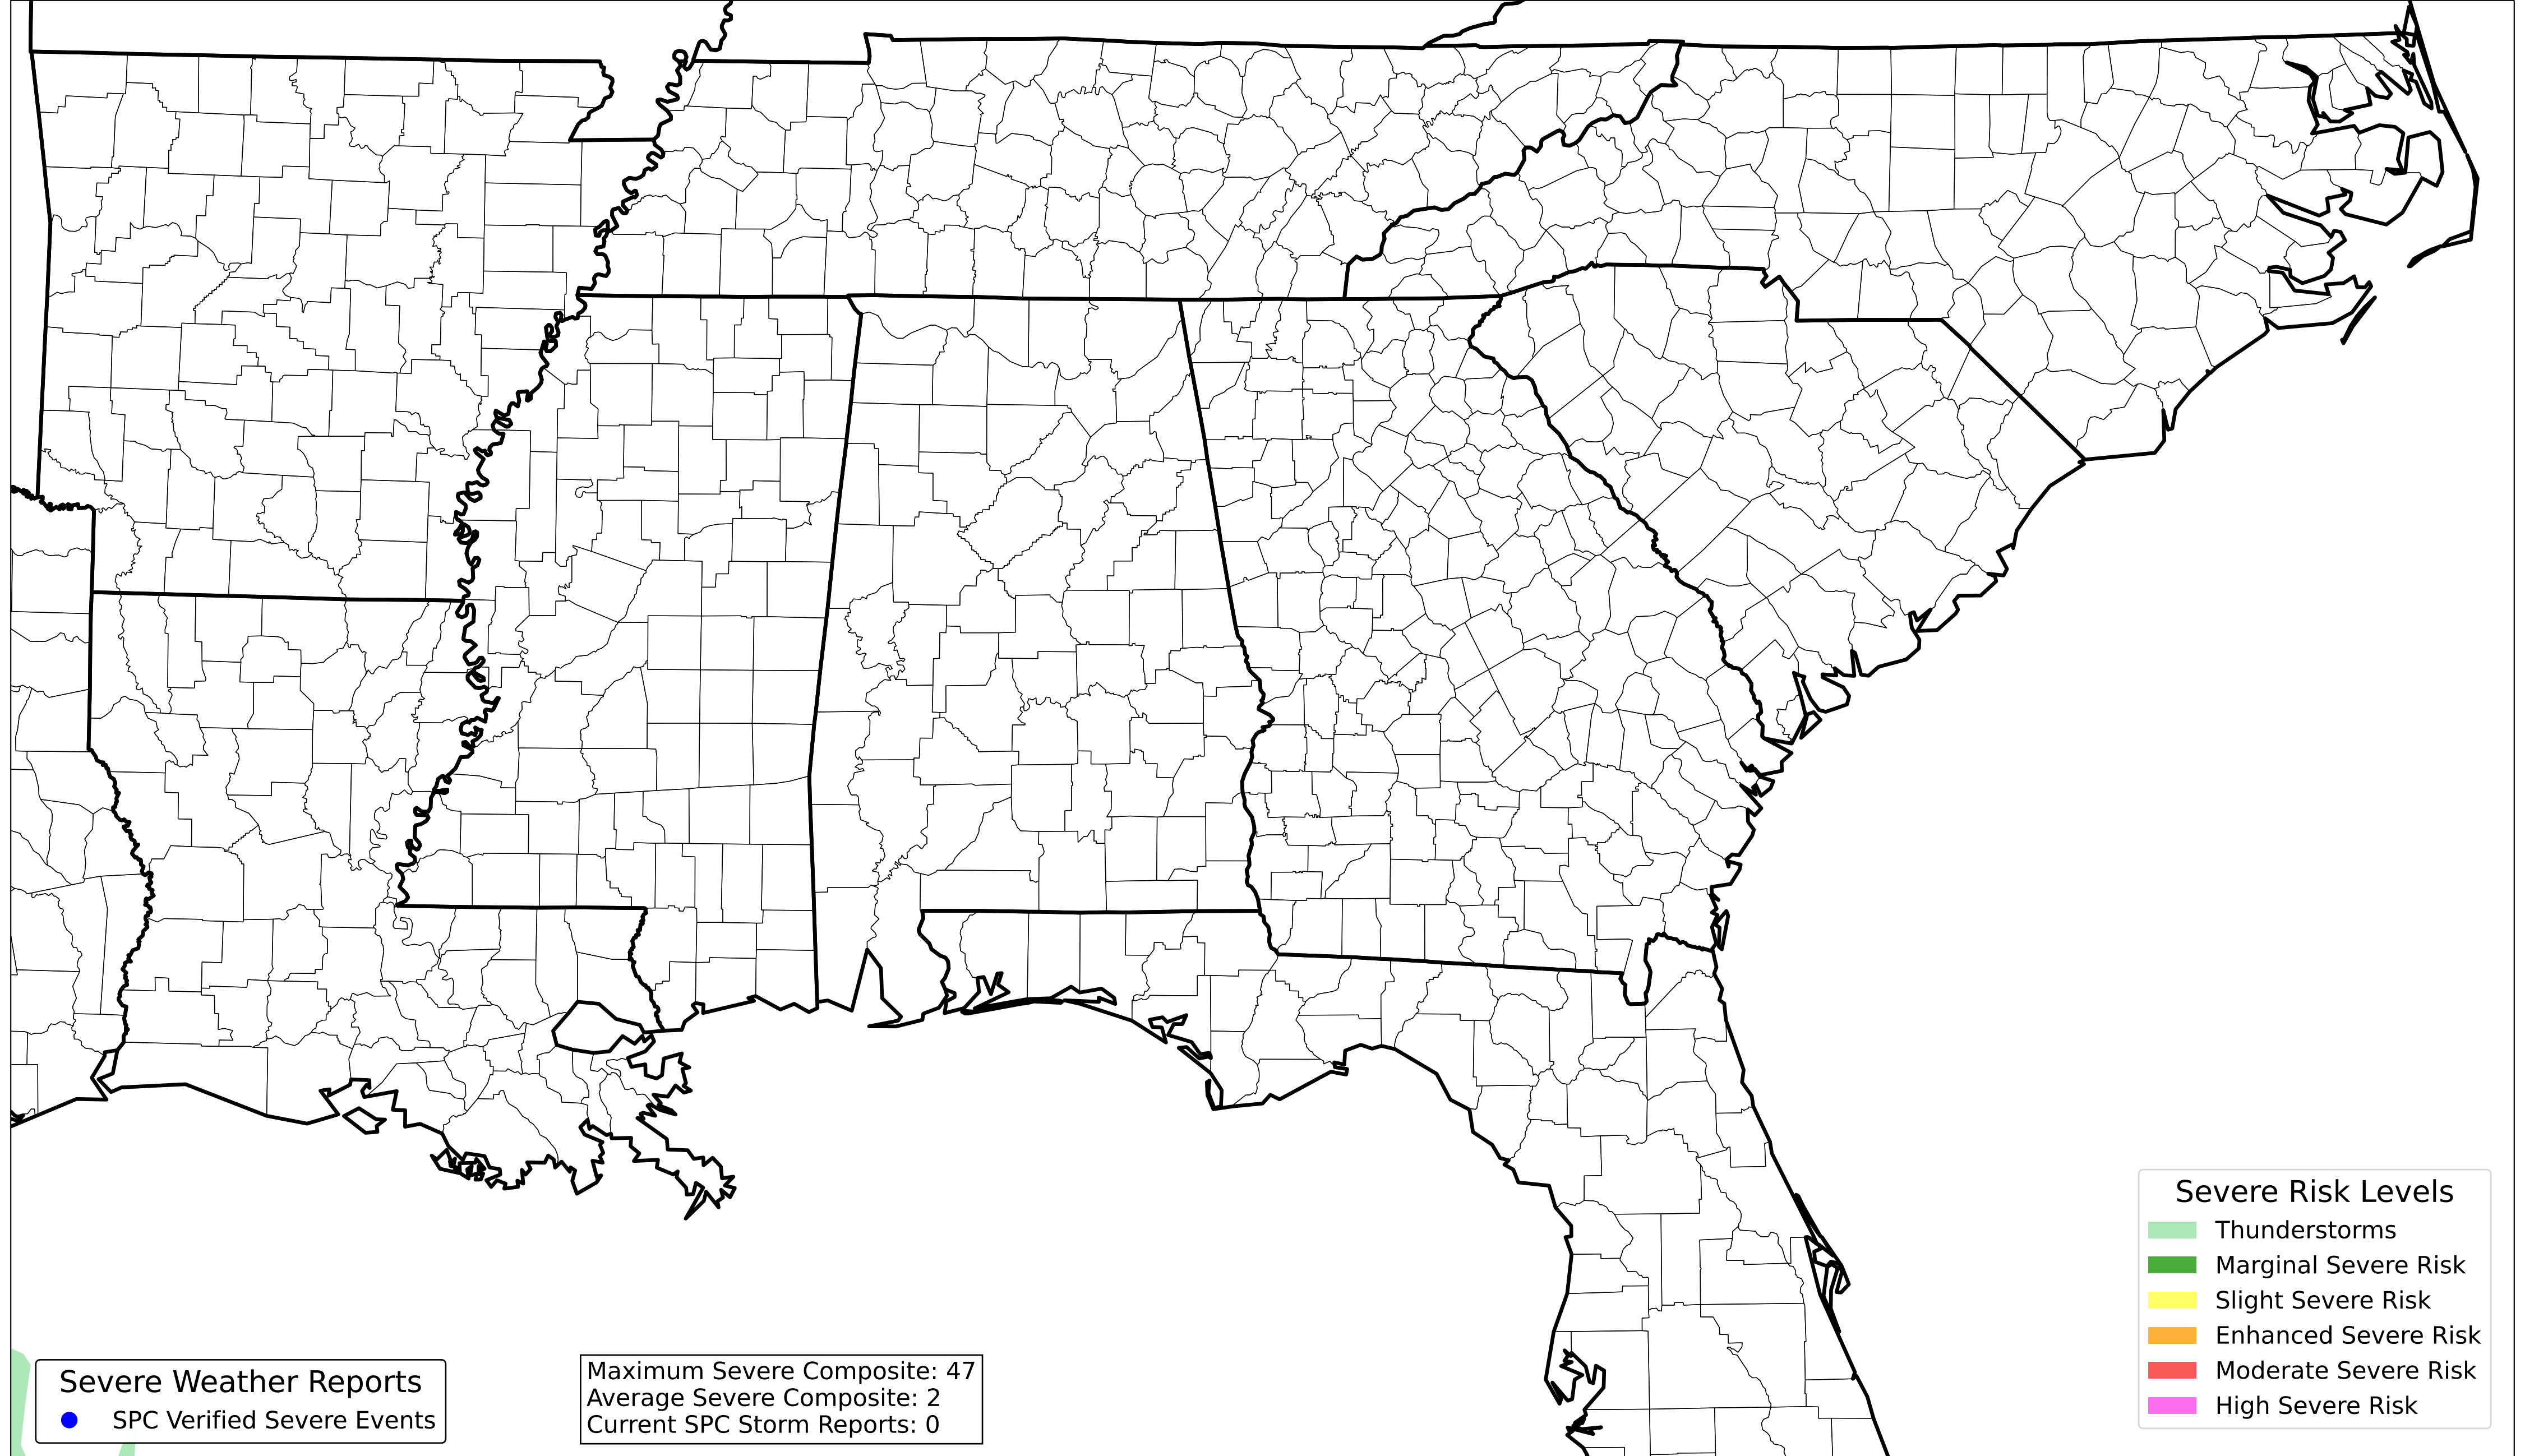 Severe Weather Reports
SPC Verified Severe Events
Maximum Severe Composite: 47
Average Severe Composite: 2
Current SPC Storm Reports: 0
Severe Risk Levels
Thunderstorms
Marginal Severe Risk
Slight Severe Risk
Enhanced Severe Risk
Moderate Severe Risk
High Severe Risk